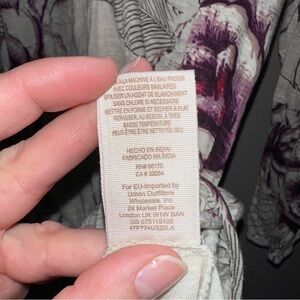 A LA MACHINE À L'EAU FROIDE
AVEC COULEURS SIMILAIRES
UTILISER UN AGENT DE BLANCHIMENT
SANS CHLORE SI NÉCESSAIRE
METTRE EN FORME ET SÉCHER À PLAT
REPASSER, AU BESOIN, À TRÈS
BASSE TEMPÉRATURE
PEUT-ÊTRE ÊTRE NETTOYÉ SEC
HECHO EN INDIA/
FABRICADO NA ÍNDIA
RN# 66170
CA# 32054
For EU-Imported by
Urban Outfitters
Wholesale, Inc
24 Market Place
London UK W1W 8AN
GB 975119105